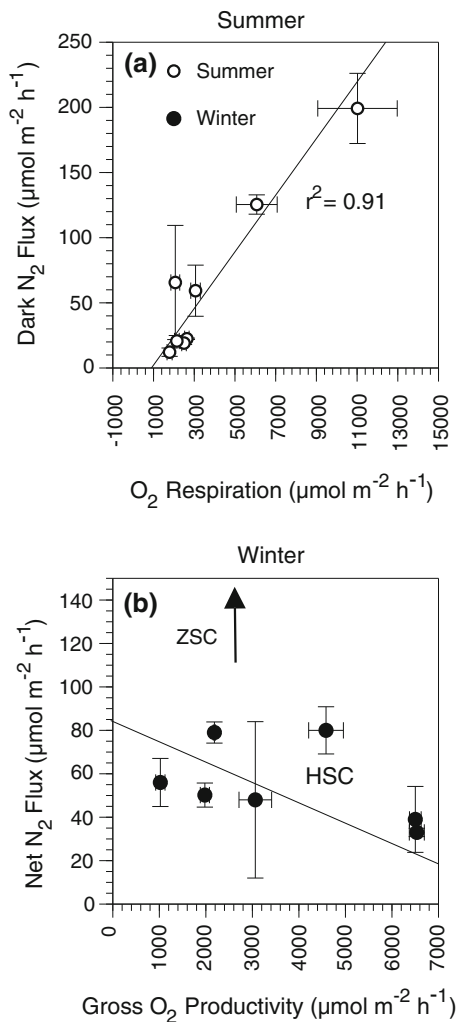 Summer
250
(a)
Summer
200
Winter
150
r² = 0.91
100
50
0
Dark N₂ Flux (µmol m⁻² h⁻¹)
-1000 1000 3000 5000 7000 9000 11000 13000 15000
O₂ Respiration (µmol m⁻² h⁻¹)
Winter
(b)
140
ZSC
120
100
80
HSC
60
40
20
0
Net N₂ Flux (µmol m⁻² h⁻¹)
0 1000 2000 3000 4000 5000 6000 7000
Gross O₂ Productivity (µmol m⁻² h⁻¹)